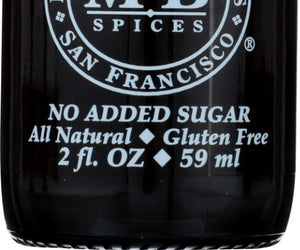 SPICES
SAN FRANCISCO
®
NO ADDED SUGAR
All Natural ◆ Gluten Free
2 fl. OZ ◆ 59 ml